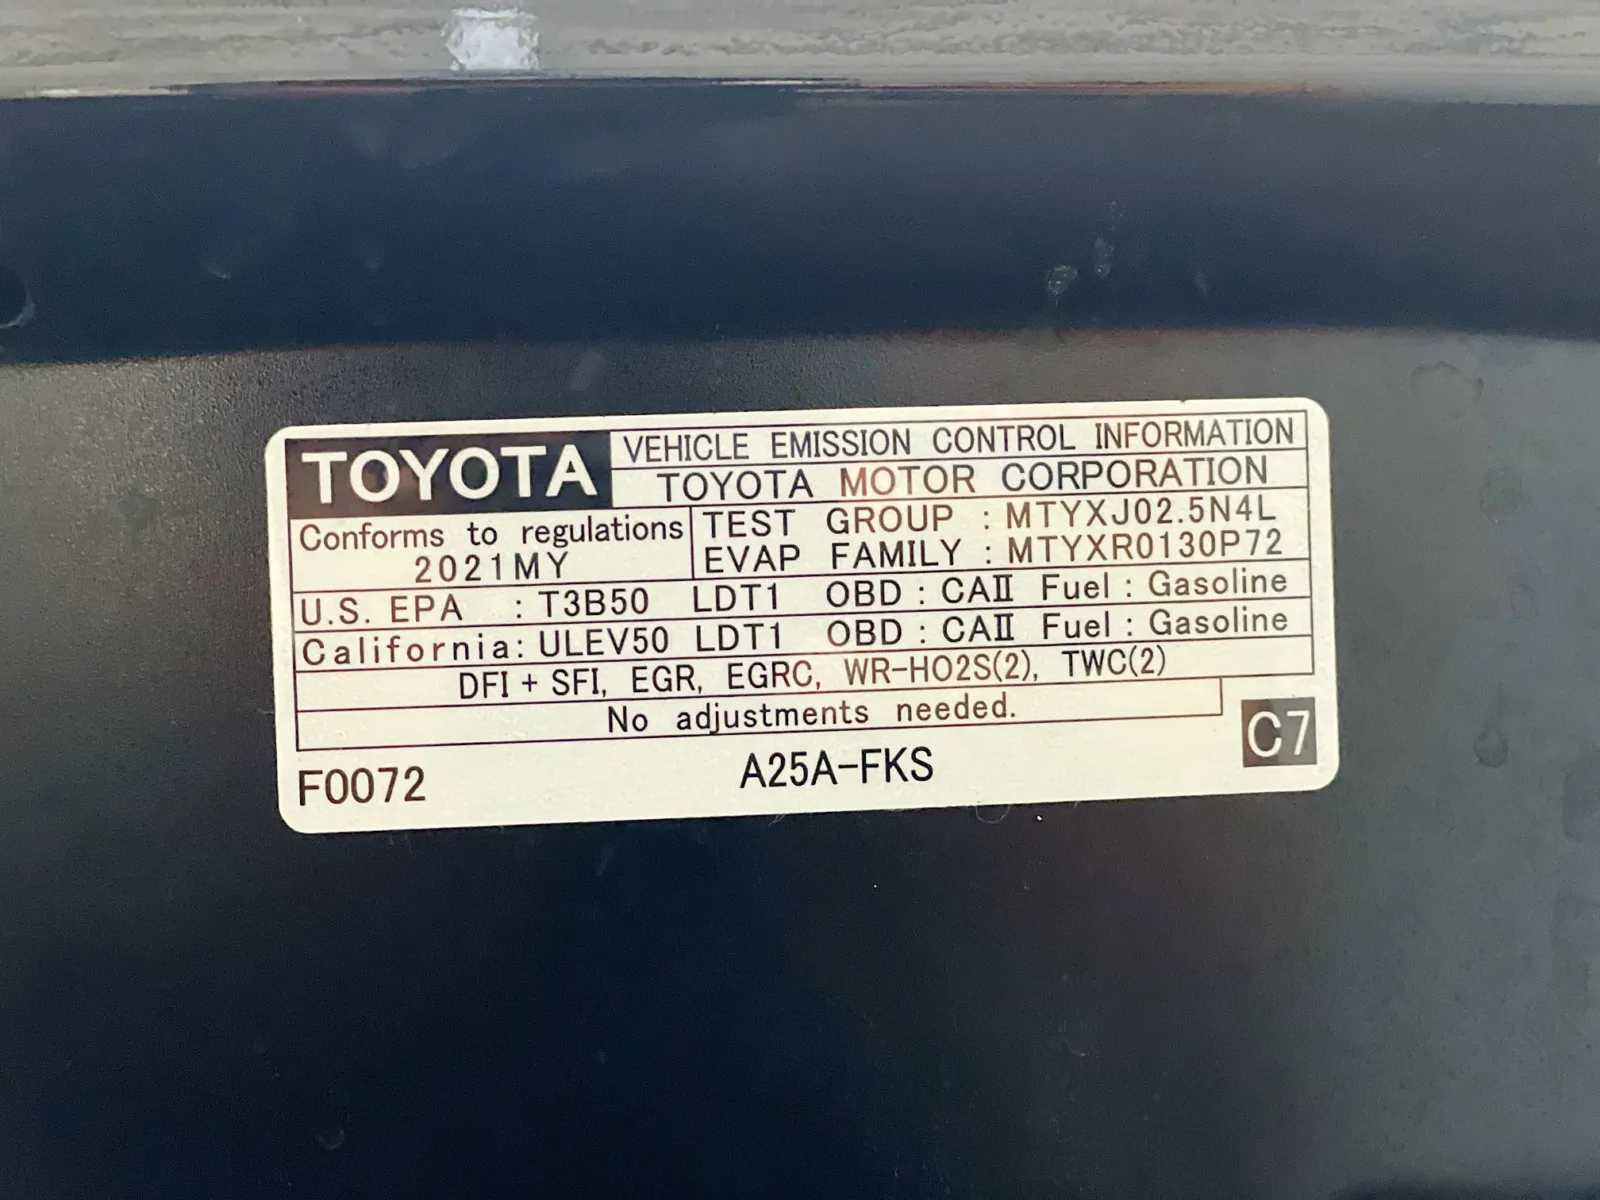 TOYOTA
VEHICLE EMISSION CONTROL INFORMATION
TOYOTA MOTOR CORPORATION
Conforms to regulations
2021MY
TEST GROUP : MTYXJ02.5N4L
EVAP FAMILY : MTYXR0130P72
U.S. EPA : T3B50 LDT1 OBD : CAⅡ Fuel : Gasoline
California: ULEV50 LDT1 OBD : CAⅡ Fuel : Gasoline
DFI + SFI, EGR, EGRC, WR-HO2S(2), TWC(2)
No adjustments needed.
F0072
A25A-FKS
C7